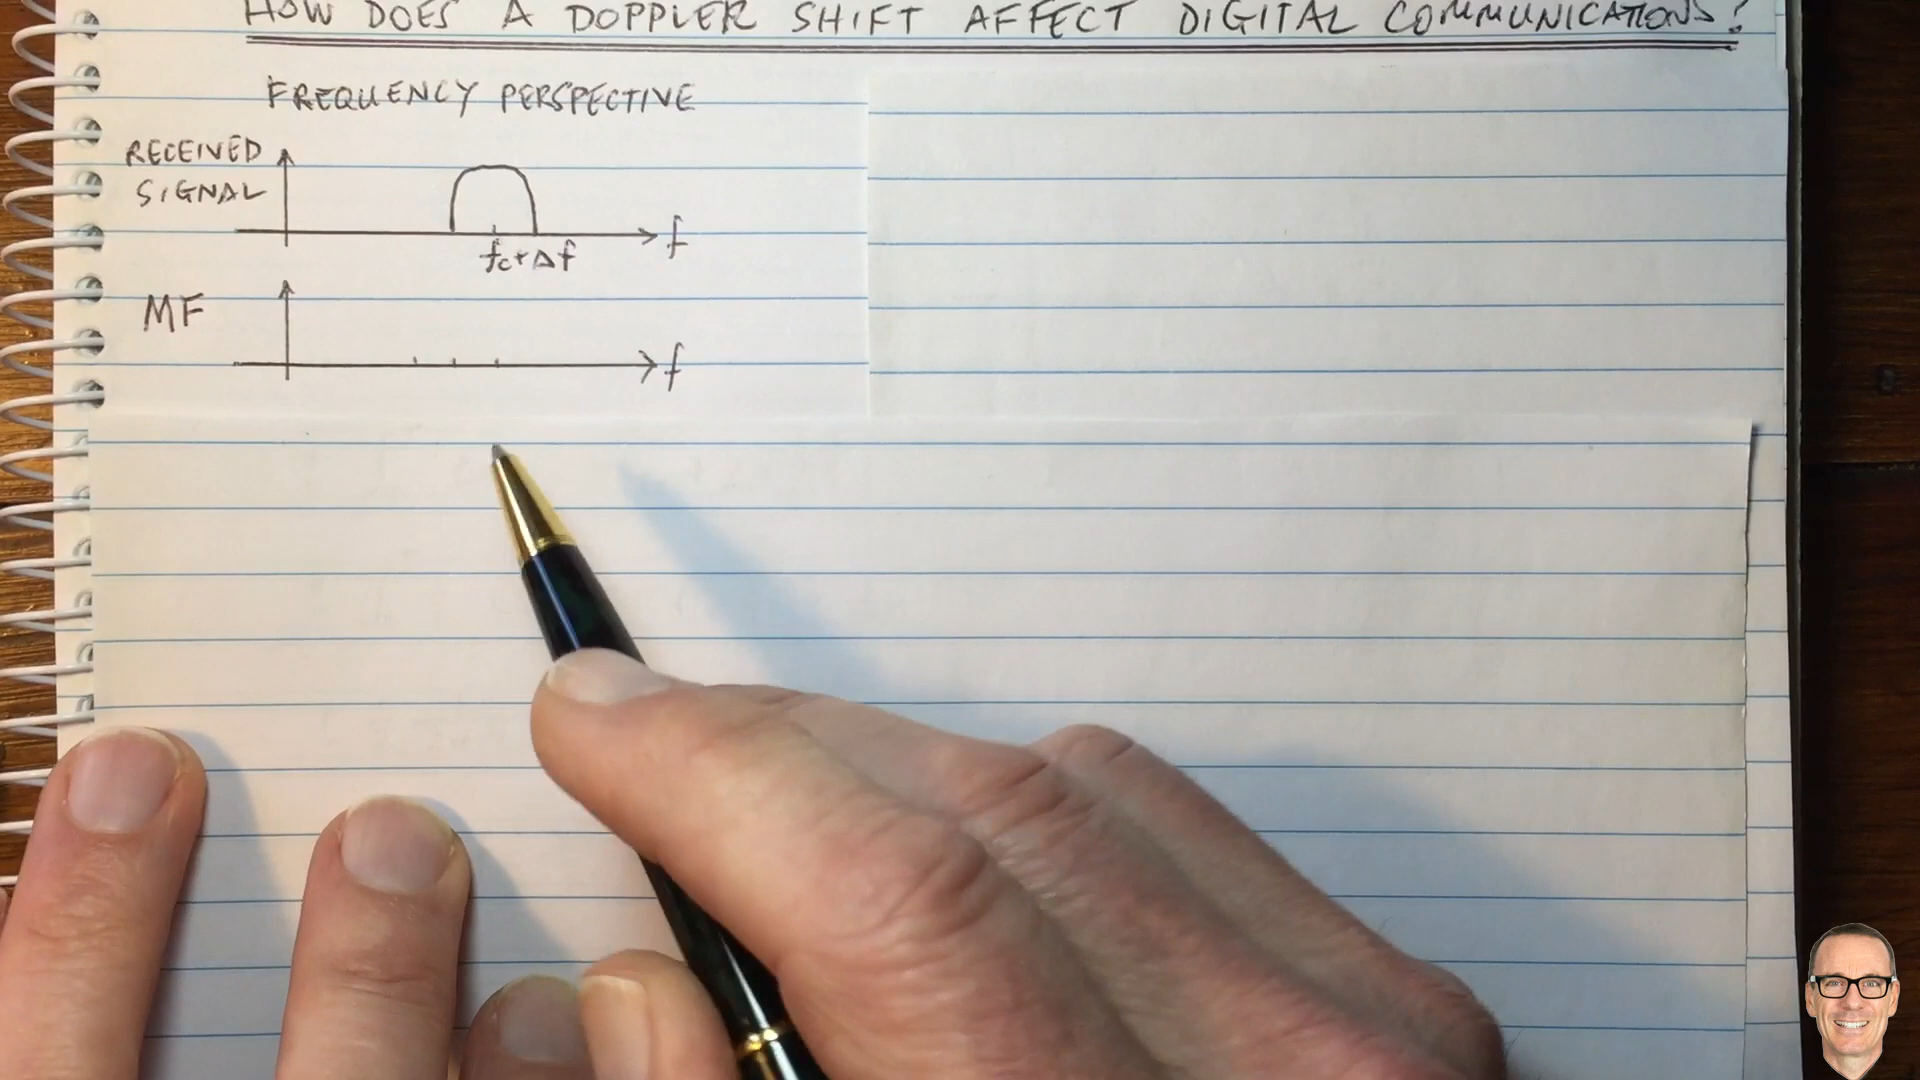 HOW DOES A DOPPLER SHIFT AFFECT DIGITAL COMMUNICATIONS?
FREQUENCY PERSPECTIVE
RECEIVED
SIGNAL
f
fc+Δf
MF
f